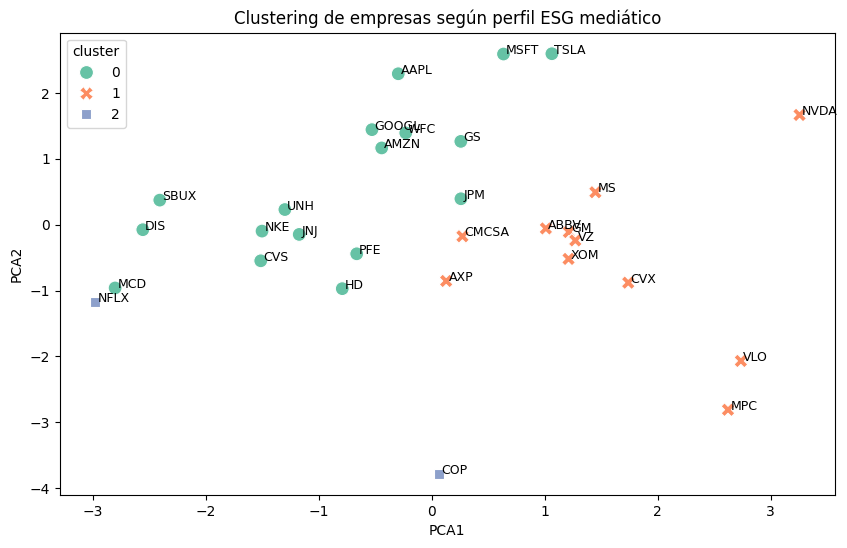 Clustering de empresas según perfil ESG mediático
cluster
0
1
2
MSFT
TSLA
AAPL
NVDA
GOOGL
WFC
AMZN
GS
SBUX
JPM
MS
UNH
DIS
NKE
JNJ
ABBV
GM
CMCSA
VZ
PFE
CVS
XOM
AXP
CVX
MCD
HD
NFLX
VLO
MPC
COP
PCA2
2
1
0
−1
−2
−3
−4
−3
−2
−1
0
1
2
3
PCA1